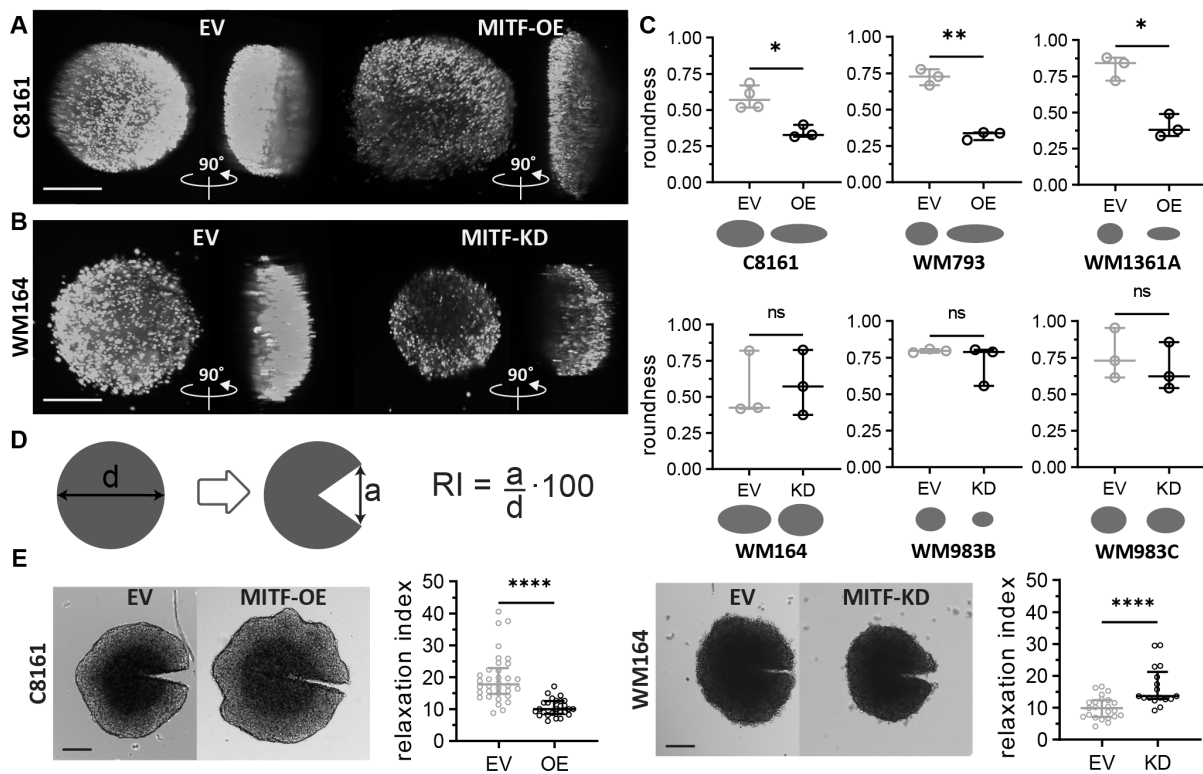 A
EV
MITF-OE
C8161
90°
90°
B
EV
MITF-KD
WM164
90°
90°
C
roundness
1.00
0.75
0.50
0.25
0.00
*
EV
OE
C8161
1.00
0.75
0.50
0.25
0.00
**
EV
OE
WM793
1.00
0.75
0.50
0.25
0.00
*
EV
OE
WM1361A
roundness
1.00
0.75
0.50
0.25
0.00
ns
EV
KD
WM164
1.00
0.75
0.50
0.25
0.00
ns
EV
KD
WM983B
1.00
0.75
0.50
0.25
0.00
ns
EV
KD
WM983C
D
d
a
RI = a/d · 100
E
C8161
EV
MITF-OE
relaxation index
50
40
30
20
10
0
****
EV
OE
WM164
EV
MITF-KD
relaxation index
50
40
30
20
10
0
****
EV
KD